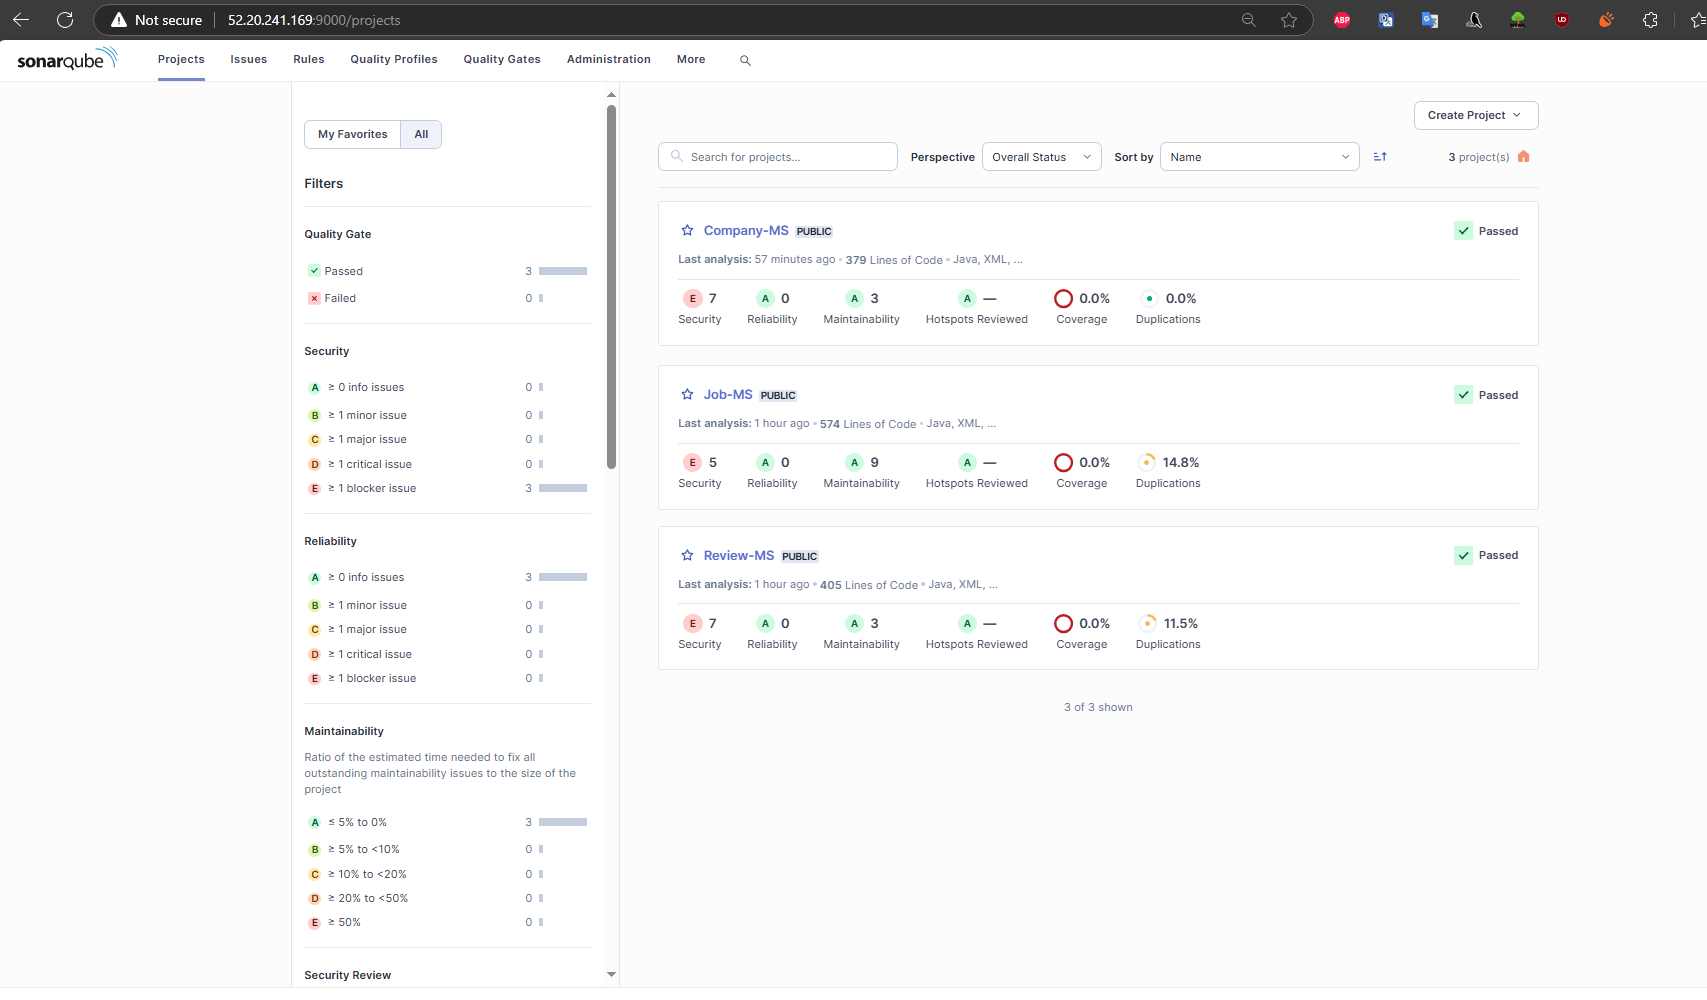 Not secure 52.20.241.169:9000/projects
ABP UD
sonarqube Projects Issues Rules Quality Profiles Quality Gates Administration More
My Favorites All
Filters
Quality Gate
Passed 3
Failed 0
Security
A ≥ 0 info issues 0
B ≥ 1 minor issue 0
C ≥ 1 major issue 0
D ≥ 1 critical issue 0
E ≥ 1 blocker issue 3
Reliability
A ≥ 0 info issues 3
B ≥ 1 minor issue 0
C ≥ 1 major issue 0
D ≥ 1 critical issue 0
E ≥ 1 blocker issue 0
Maintainability
Ratio of the estimated time needed to fix all
outstanding maintainability issues to the size of the
project
A ≤ 5% to 0% 3
B ≥ 5% to <10% 0
C ≥ 10% to <20% 0
D ≥ 20% to <50% 0
E ≥ 50% 0
Security Review
Create Project
Search for projects... Perspective Overall Status Sort by Name 3 project(s)
Company-MS PUBLIC Passed
Last analysis: 57 minutes ago • 379 Lines of Code • Java, XML, ...
E 7 A 0 A 3 A — 0.0% 0.0%
Security Reliability Maintainability Hotspots Reviewed Coverage Duplications
Job-MS PUBLIC Passed
Last analysis: 1 hour ago • 574 Lines of Code • Java, XML, ...
E 5 A 0 A 9 A — 0.0% 14.8%
Security Reliability Maintainability Hotspots Reviewed Coverage Duplications
Review-MS PUBLIC Passed
Last analysis: 1 hour ago • 405 Lines of Code • Java, XML, ...
E 7 A 0 A 3 A — 0.0% 11.5%
Security Reliability Maintainability Hotspots Reviewed Coverage Duplications
3 of 3 shown